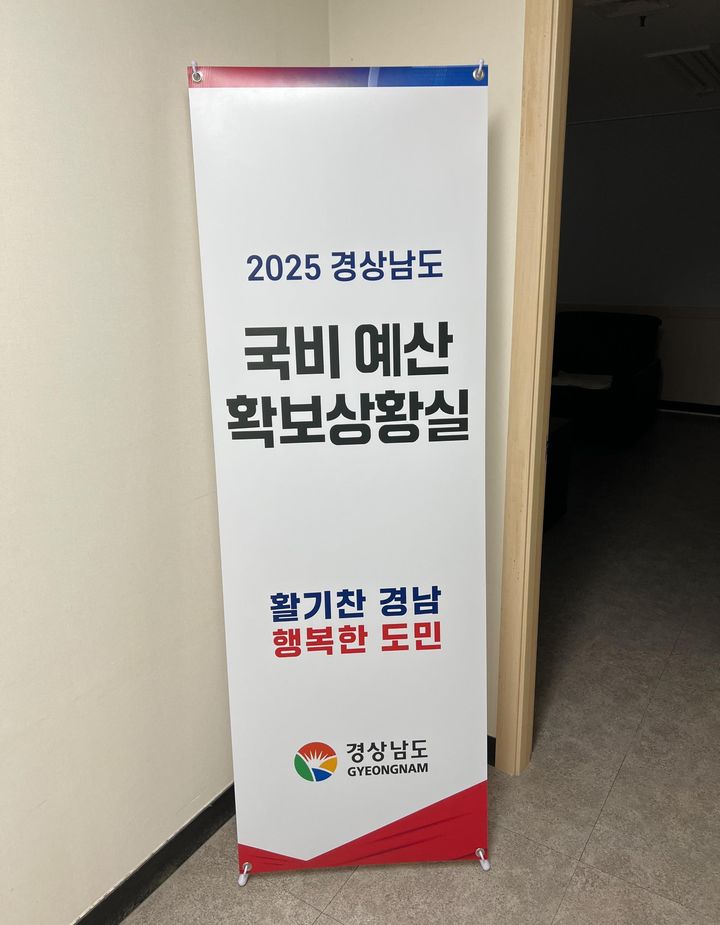 2025 경상남도
국비 예산
확보상황실
활기찬 경남
행복한 도민
경상남도
GYEONGNAM